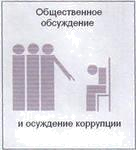 Общественное
обсуждение
и осуждение коррупции